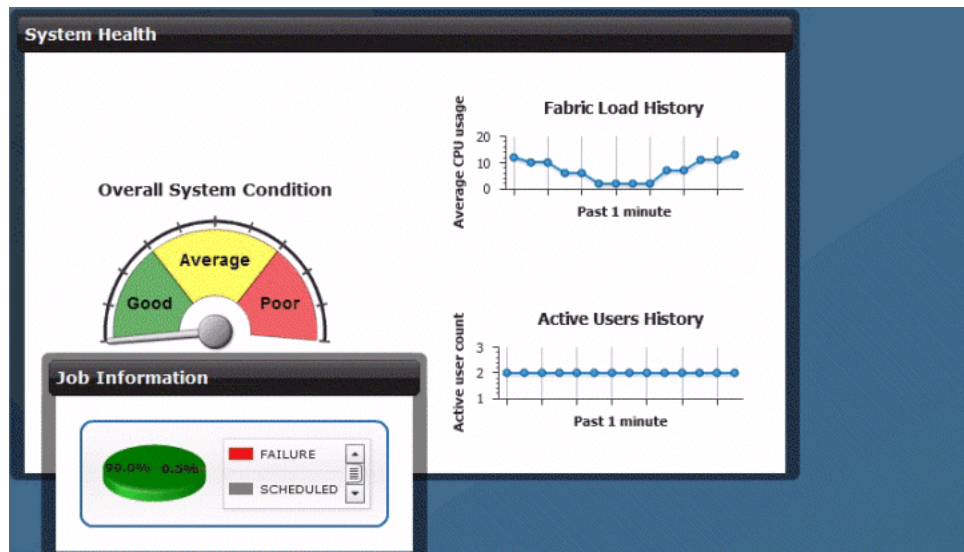 System Health
Fabric Load History
Average CPU usage
20
10
0
Past 1 minute
Overall System Condition
Good
Average
Poor
Active Users History
Active user count
3
2
1
Past 1 minute
Job Information
99.0% 0.5%
FAILURE
SCHEDULED